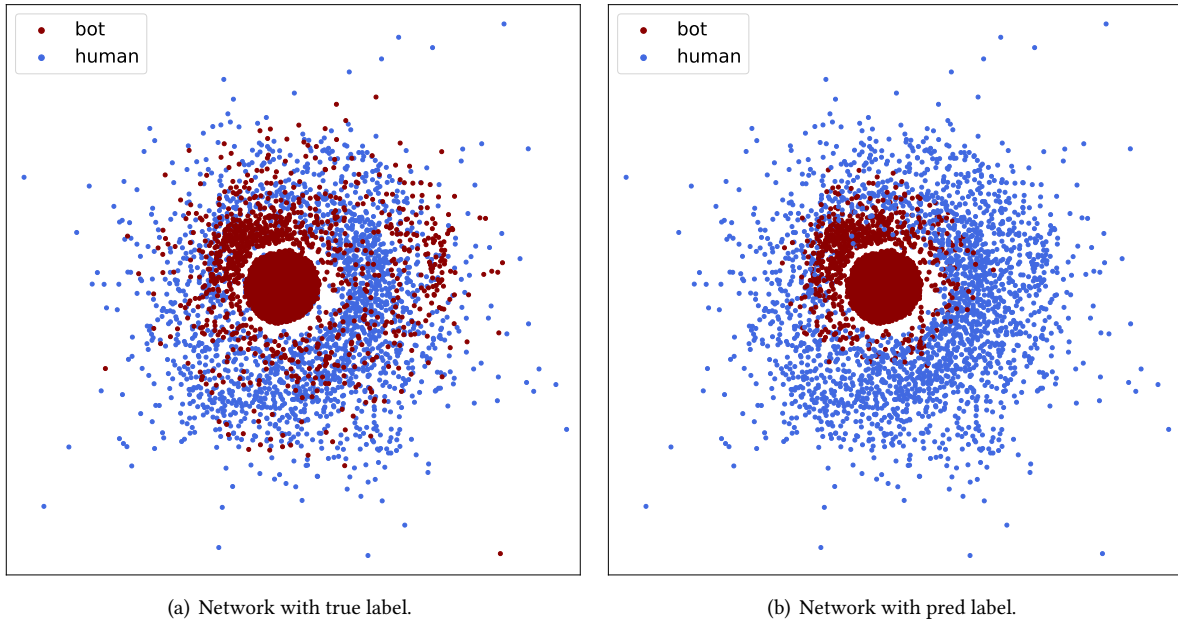 bot
human
bot
human
(a) Network with true label.
(b) Network with pred label.